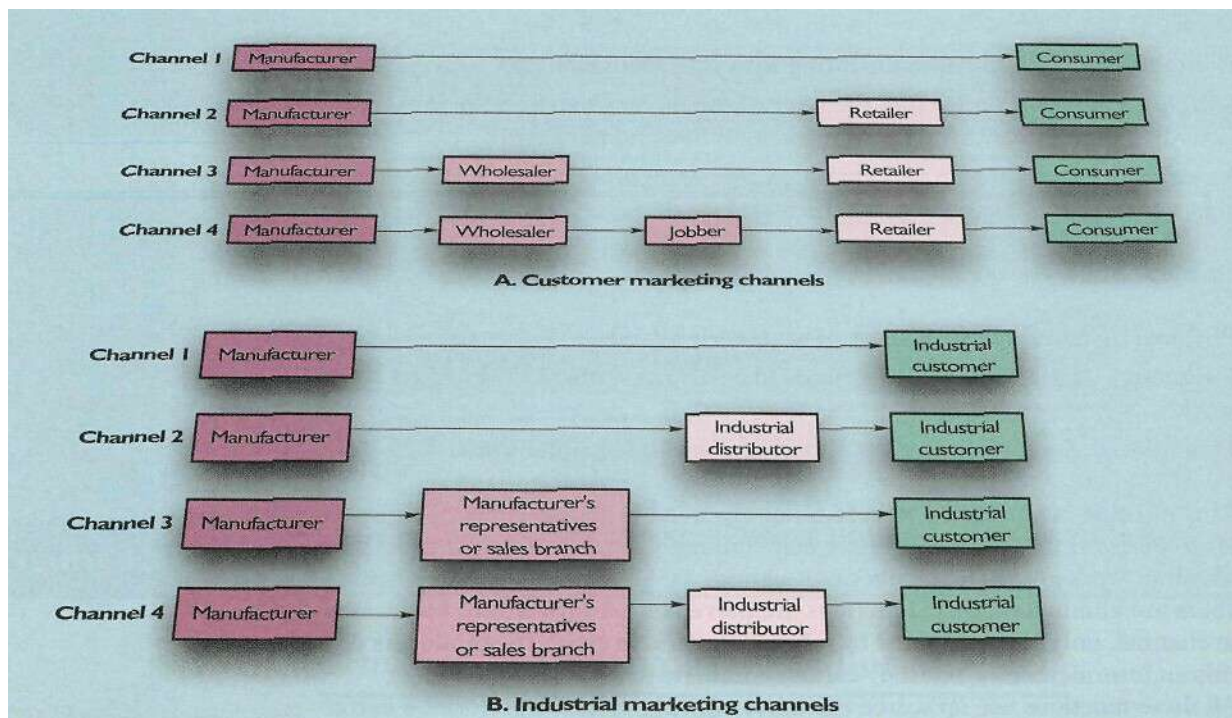 Channel 1 Manufacturer Consumer
Channel 2 Manufacturer Retailer Consumer
Channel 3 Manufacturer Wholesaler Retailer Consumer
Channel 4 Manufacturer Wholesaler Jobber Retailer Consumer
A. Customer marketing channels
Channel 1 Manufacturer Industrial
customer
Channel 2 Manufacturer Industrial
distributor Industrial
customer
Channel 3 Manufacturer Manufacturer's
representatives
or sales branch Industrial
customer
Channel 4 Manufacturer Manufacturer's
representatives
or sales branch Industrial
distributor Industrial
customer
B. Industrial marketing channels